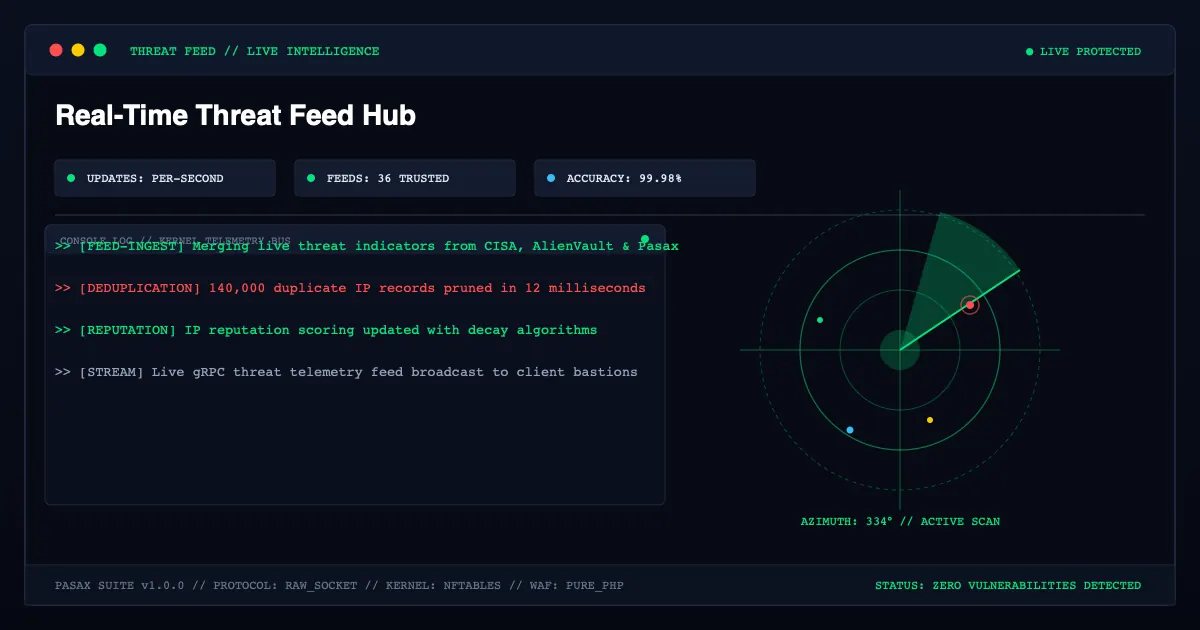 THREAT FEED // LIVE INTELLIGENCE
LIVE PROTECTED
Real-Time Threat Feed Hub
UPDATES: PER-SECOND
FEEDS: 36 TRUSTED
ACCURACY: 99.98%
CONSOLE LOG // KERNEL TELEMETRY BUS
>> [FEED-INGEST] Merging live threat indicators from CISA, AlienVault & Pasax
>> [DEDUPLICATION] 140,000 duplicate IP records pruned in 12 milliseconds
>> [REPUTATION] IP reputation scoring updated with decay algorithms
>> [STREAM] Live gRPC threat telemetry feed broadcast to client bastions
AZIMUTH: 334° // ACTIVE SCAN
PASAX SUITE v1.0.0 // PROTOCOL: RAW_SOCKET // KERNEL: NFTABLES // WAF: PURE_PHP
STATUS: ZERO VULNERABILITIES DETECTED